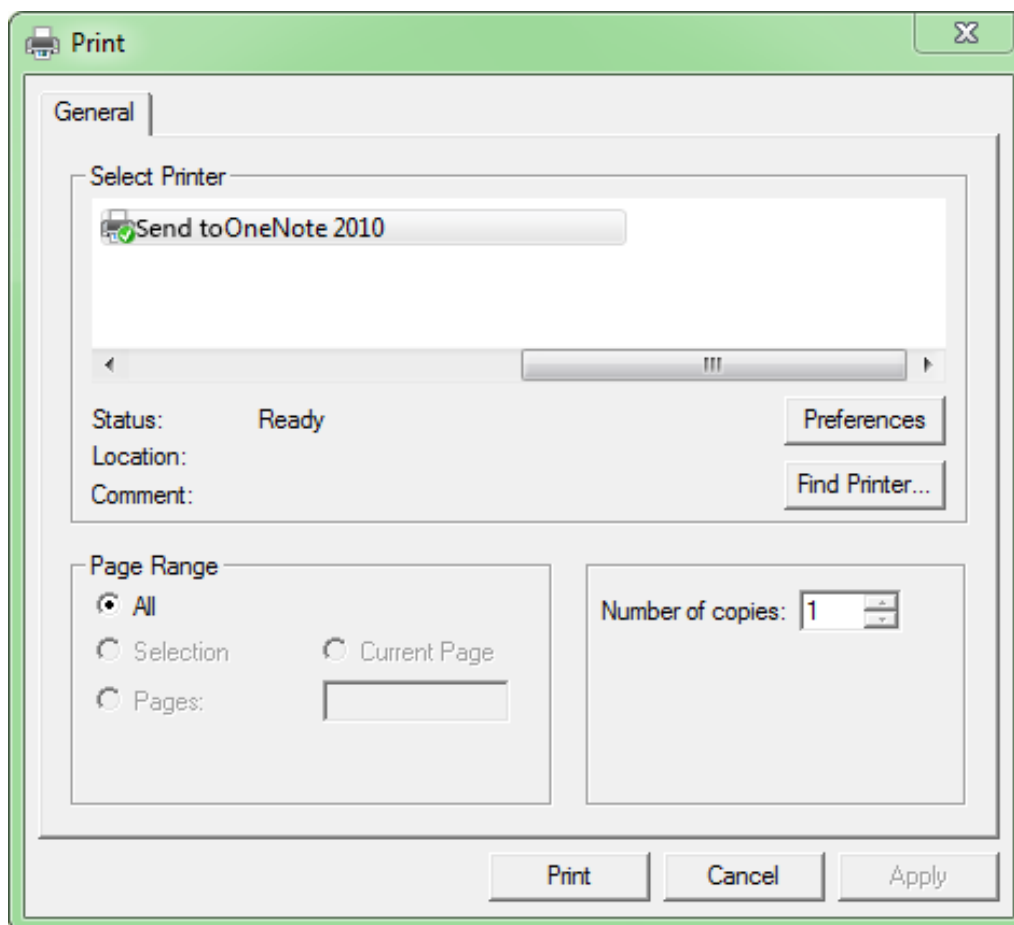 Print
General
Select Printer
Send toOneNote 2010
Status: Ready
Preferences
Location:
Comment:
Find Printer...
Page Range
All
Selection
Current Page
Pages:
Number of copies: 1
Print
Cancel
Apply